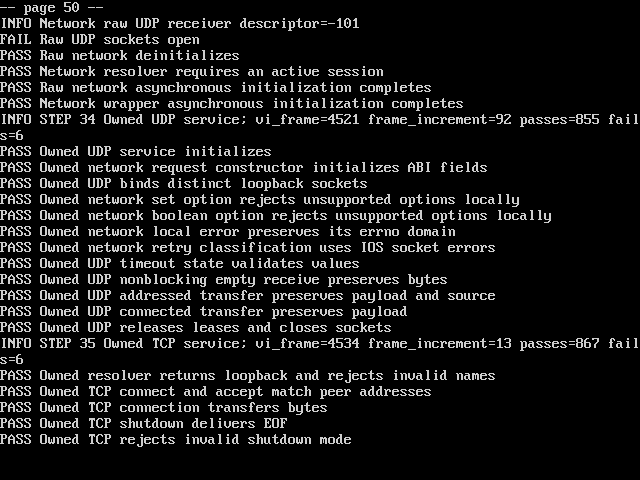 -- page 50 --
INFO Network raw UDP receiver descriptor=-101
FAIL Raw UDP sockets open
PASS Raw network deinitializes
PASS Network resolver requires an active session
PASS Raw network asynchronous initialization completes
PASS Network wrapper asynchronous initialization completes
INFO STEP 34 Owned UDP service; vi_frame=4521 frame_increment=92 passes=855 fail
s=6
PASS Owned UDP service initializes
PASS Owned network request constructor initializes ABI fields
PASS Owned UDP binds distinct loopback sockets
PASS Owned network set option rejects unsupported options locally
PASS Owned network boolean option rejects unsupported options locally
PASS Owned network local error preserves its errno domain
PASS Owned network retry classification uses IOS socket errors
PASS Owned UDP timeout state validates values
PASS Owned UDP nonblocking empty receive preserves bytes
PASS Owned UDP addressed transfer preserves payload and source
PASS Owned UDP connected transfer preserves payload
PASS Owned UDP releases leases and closes sockets
INFO STEP 35 Owned TCP service; vi_frame=4534 frame_increment=13 passes=867 fail
s=6
PASS Owned resolver returns loopback and rejects invalid names
PASS Owned TCP connect and accept match peer addresses
PASS Owned TCP connection transfers bytes
PASS Owned TCP shutdown delivers EOF
PASS Owned TCP rejects invalid shutdown mode